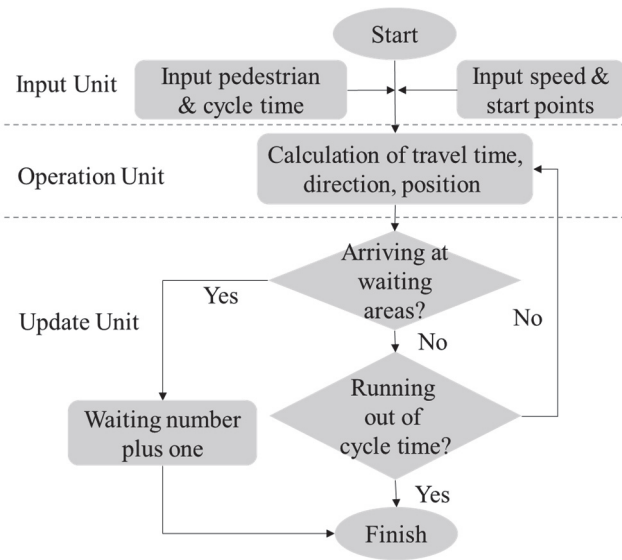 Start
Input Unit
Input pedestrian
& cycle time
Input speed &
start points
Operation Unit
Calculation of travel time,
direction, position
Arriving at
waiting
areas?
Yes
No
Update Unit
No
Running
out of
cycle time?
Waiting number
plus one
Yes
Finish